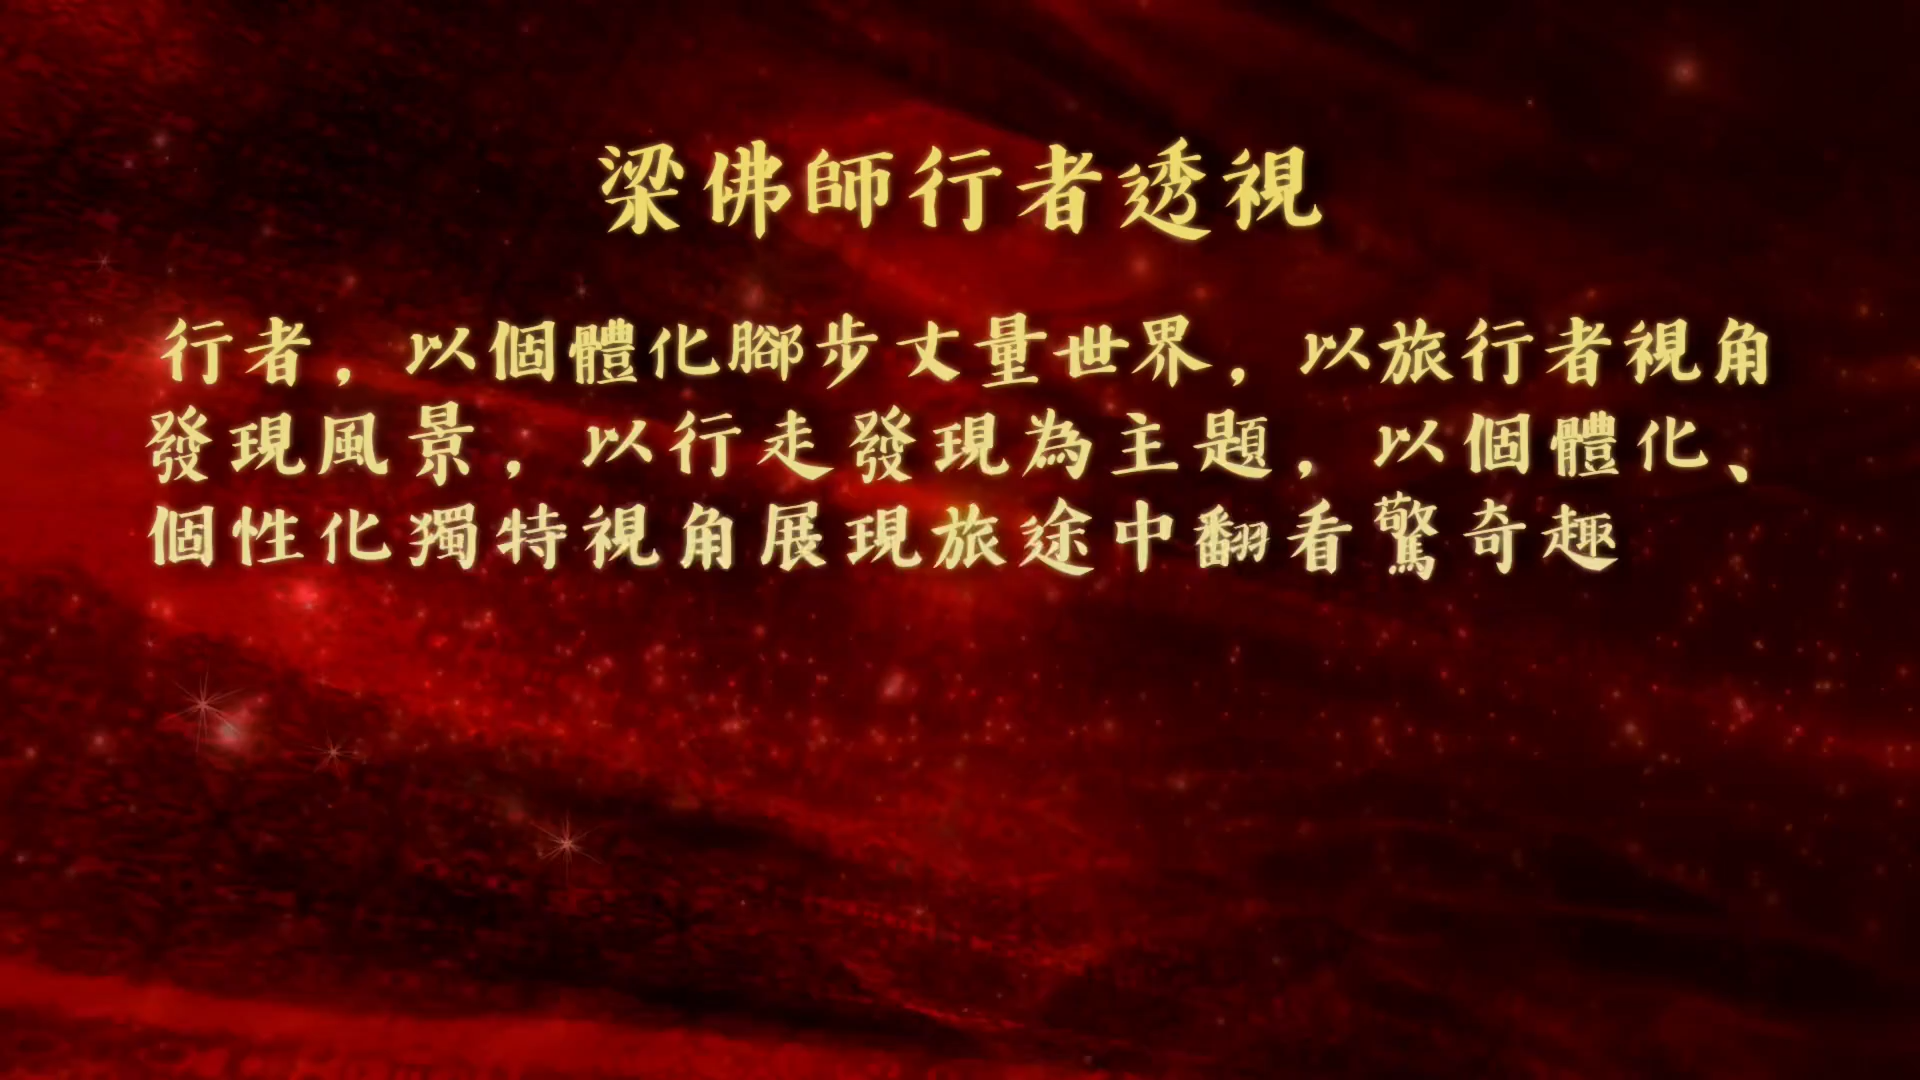 梁佛師行者透視
行者，以個體化腳步丈量世界，以旅行者視角
發現風景，以行走發現為主題，以個體化、
個性化獨特視角展現旅途中翻看驚奇趣